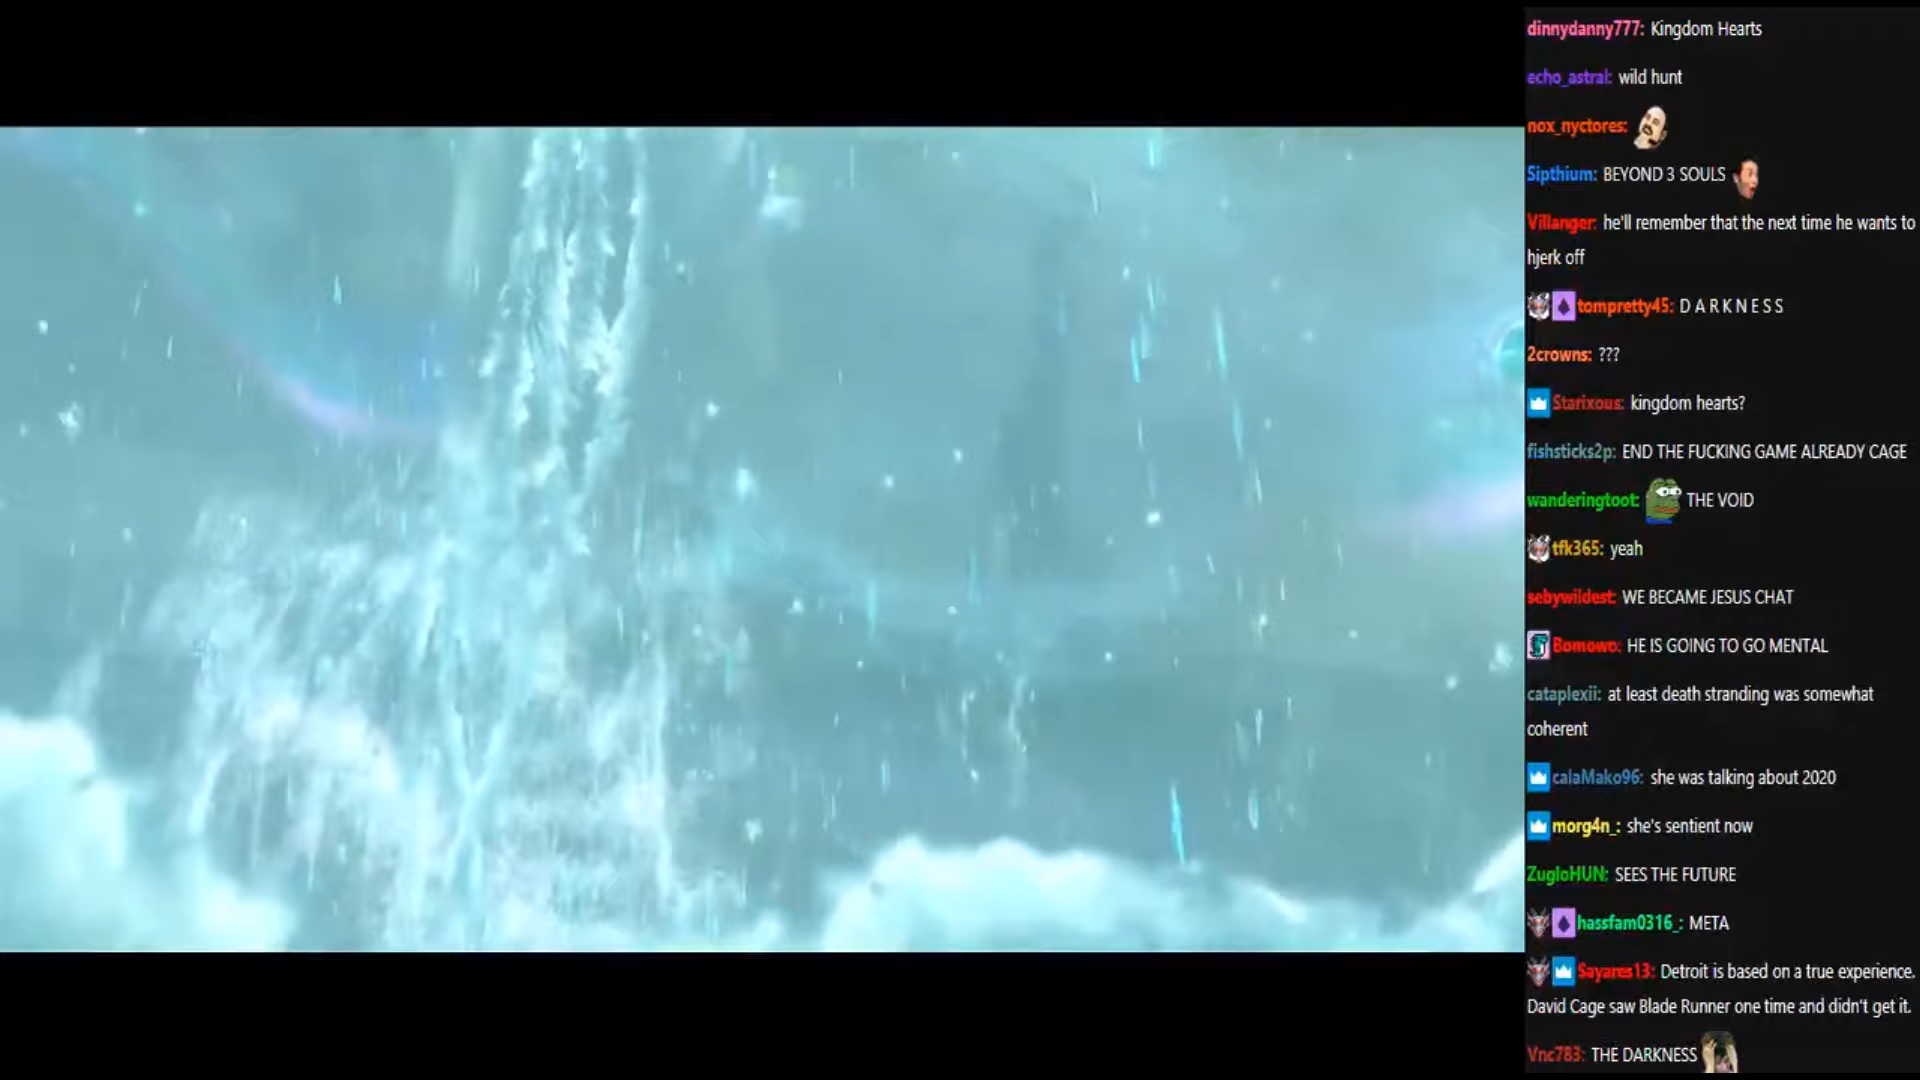 dinnydanny777: Kingdom Hearts
echo_astral: wild hunt
nox_nyctores:
Sipthium: BEYOND 3 SOULS
Villanger: he'll remember that the next time he wants to
hjerk off
tompretty45: D A R K N E S S
2crowns: ???
Starixous: kingdom hearts?
fishsticks2p: END THE FUCKING GAME ALREADY CAGE
wanderingtoot: THE VOID
tfk365: yeah
sebywildest: WE BECAME JESUS CHAT
Bomowo: HE IS GOING TO GO MENTAL
cataplexii: at least death stranding was somewhat
coherent
calaMako96: she was talking about 2020
morg4n_: she's sentient now
ZugloHUN: SEES THE FUTURE
hassfam0316_: META
Sayares13: Detroit is based on a true experience.
David Cage saw Blade Runner one time and didn't get it.
Vnc783: THE DARKNESS